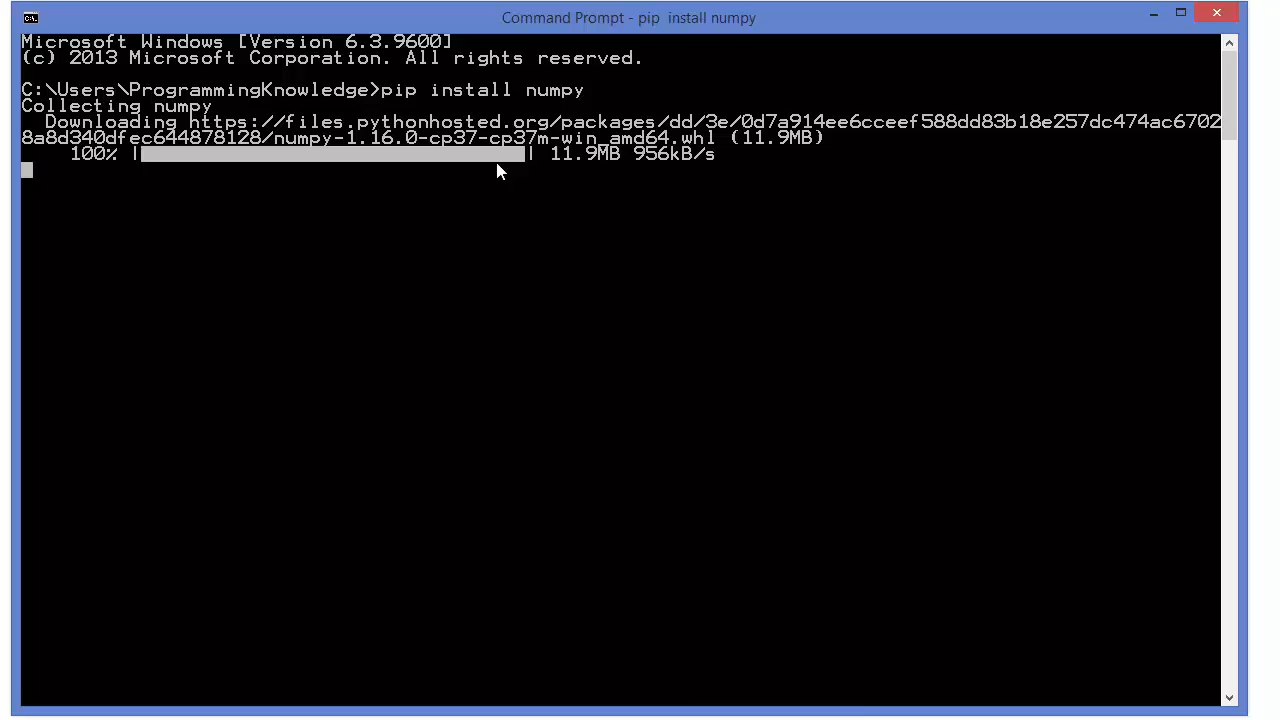 Command Prompt - pip  install numpy
Microsoft Windows [Version 6.3.9600]
(c) 2013 Microsoft Corporation. All rights reserved.
C:\Users\ProgrammingKnowledge>pip install numpy
Collecting numpy
Downloading https://files.pythonhosted.org/packages/dd/3e/0d7a914ee6cceef588dd83b18e257dc474ac6702
8a8d340dfec644878128/numpy-1.16.0-cp37-cp37m-win_amd64.whl (11.9MB)
100% | | 11.9MB 956kB/s